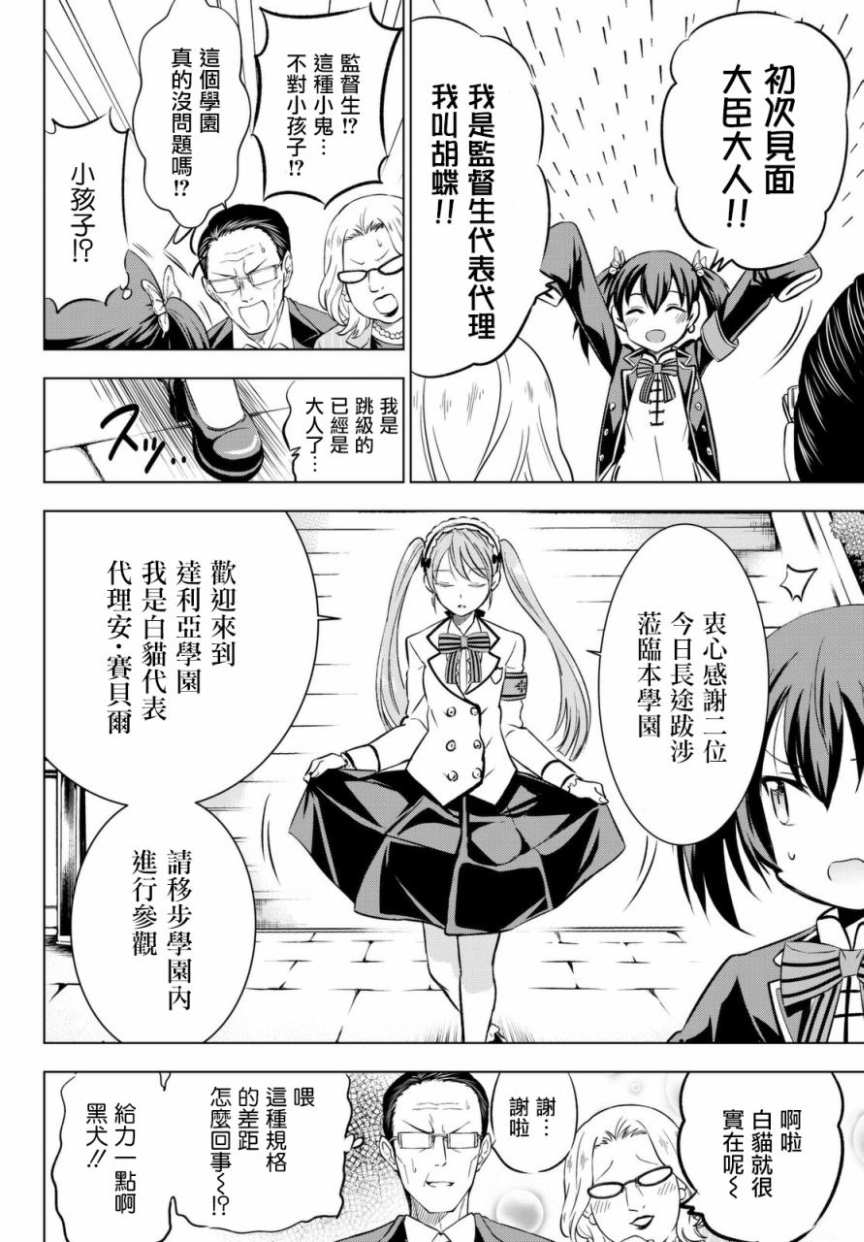 初次見面
大臣大人!!
我是監督生代表代理
我叫胡蝶!!
監督生!?
這種小鬼…
不對小孩子!?
這個學園
真的沒問題嗎!?
小孩子!?
我是
跳級的
已經是
大人了…
スッ
衷心感謝二位
今日長途跋涉
蒞臨本學園
歡迎來到
達利亞學園
我是白貓代表
代理安·賽貝爾
請移步學園內
進行參觀
啊啦
白貓就很
實在呢～
謝…
謝啦
喂
這種規格
的差距
怎麼回事～!?
給力一點啊
黑犬!!